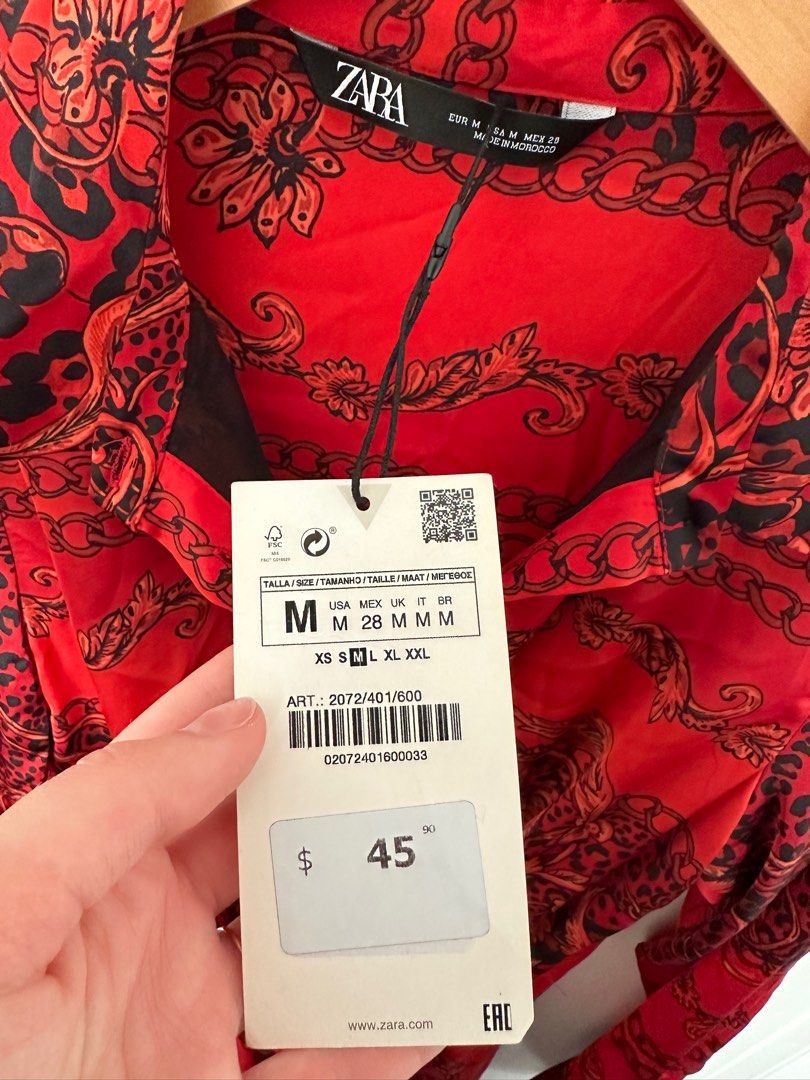 ZARA
EUR M USA M MEX 28
MADE IN MOROCCO
FSC
MIX
®
TALLA / SIZE / TAMANHO / TAILLE / MAAT / ΜΕΓΕΘΟΣ
M USA MEX UK IT BR
M 28 M M M
XS S M L XL XXL
ART.: 2072/401/600
02072401600033
$ 45 90
www.zara.com
EAC